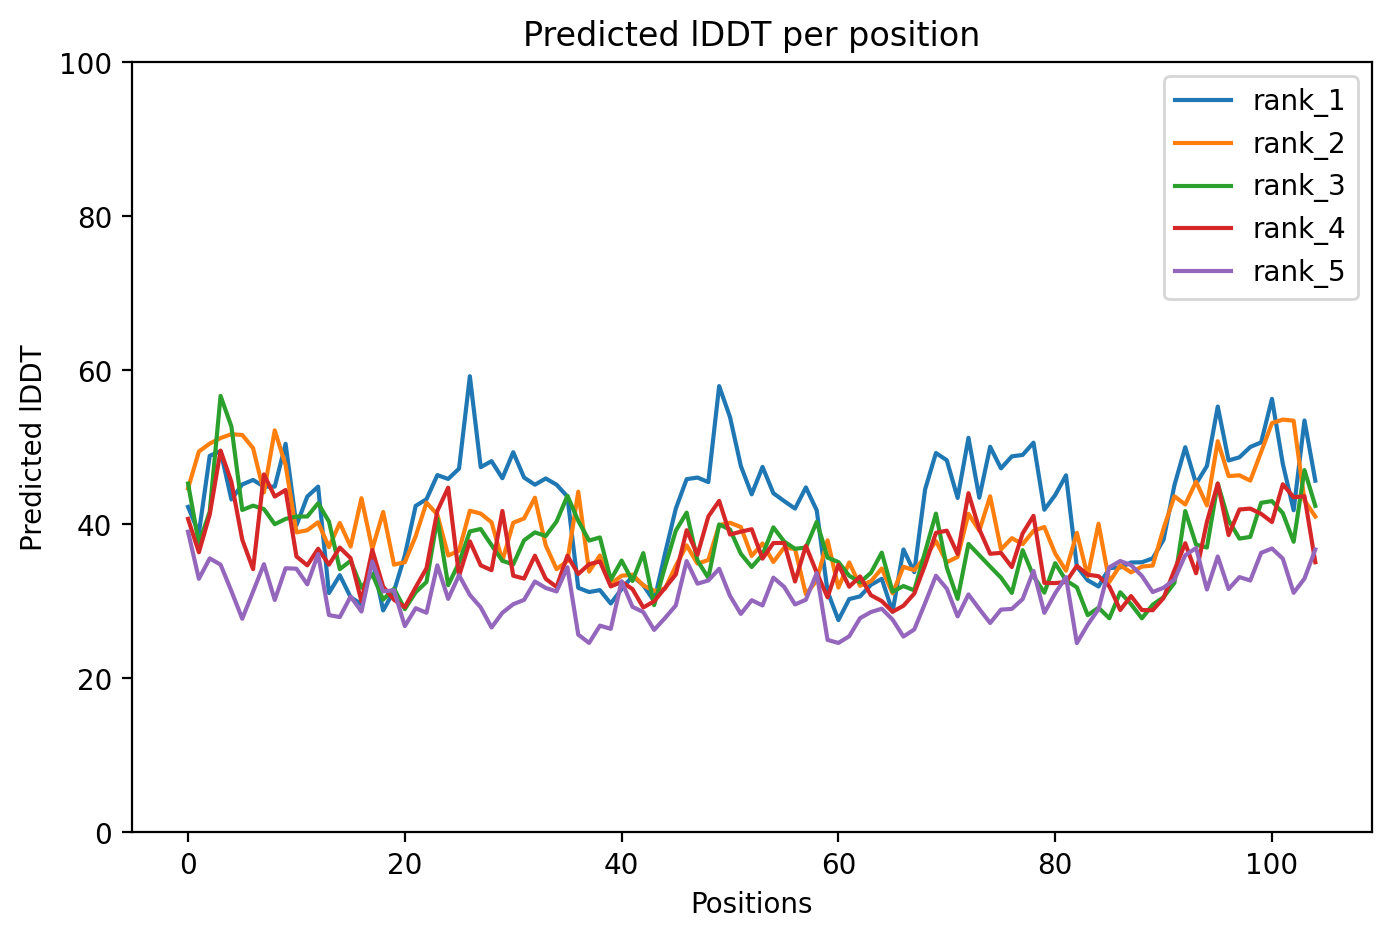 Predicted lDDT per position
Predicted lDDT
100
80
60
40
20
0
rank_1
rank_2
rank_3
rank_4
rank_5
0 20 40 60 80 100
Positions